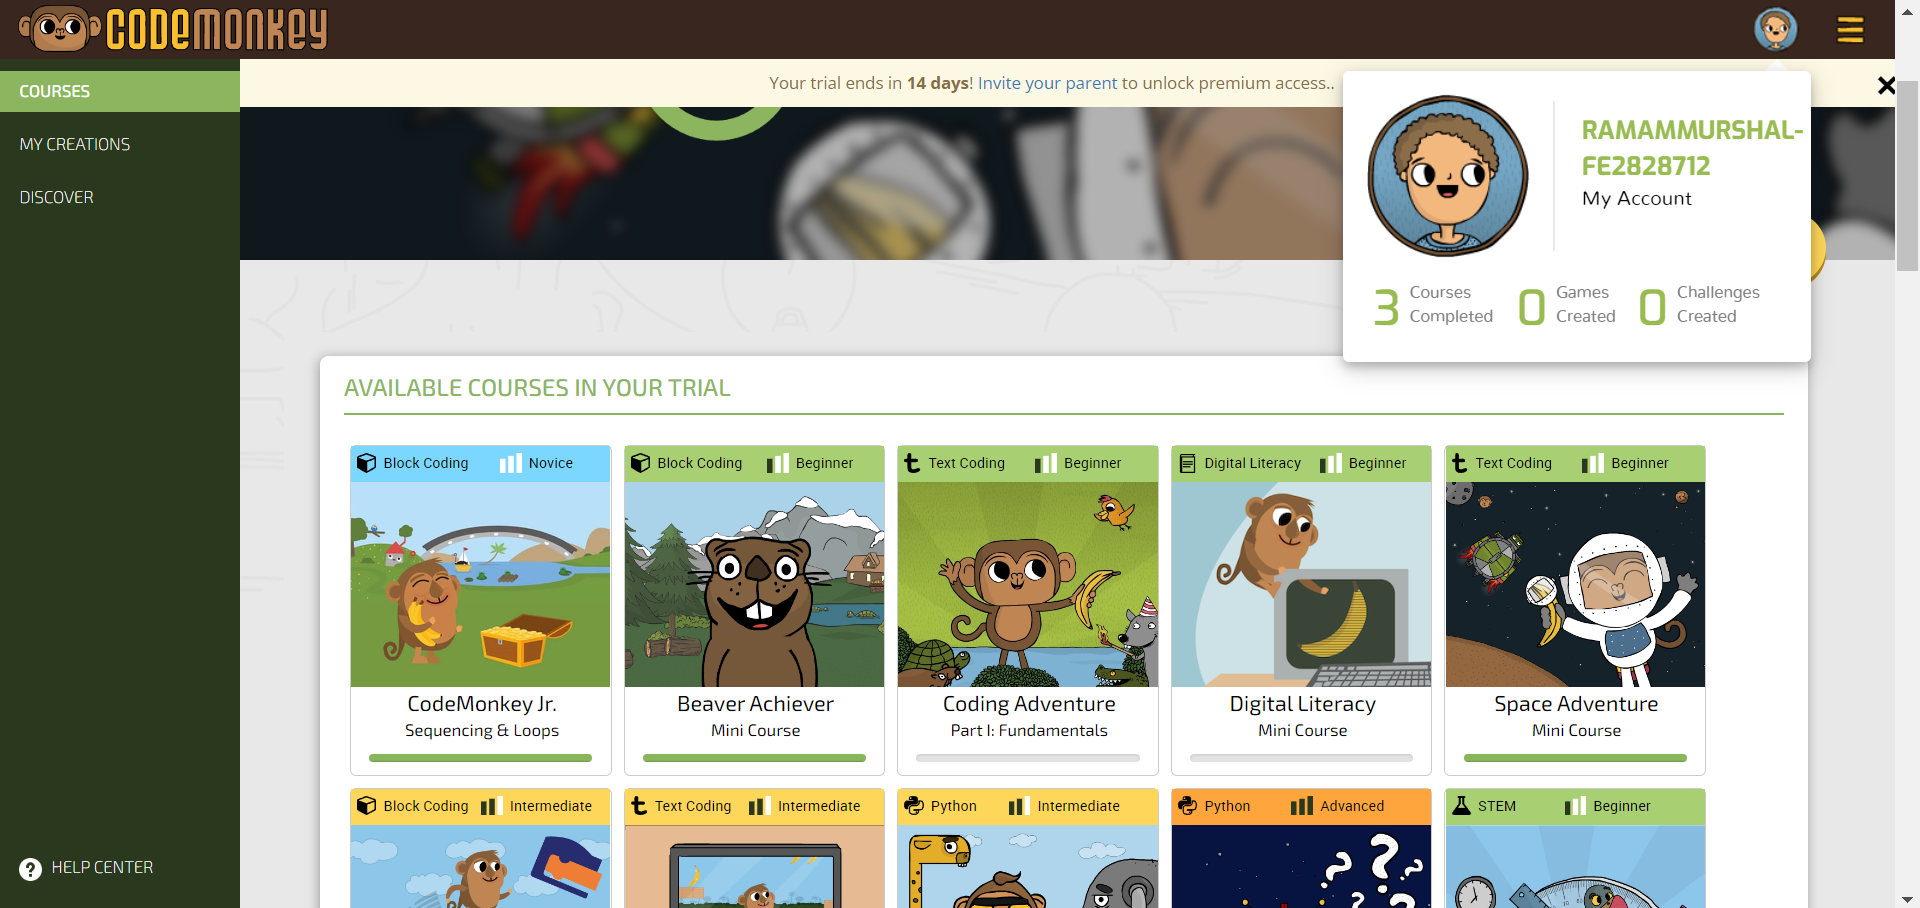 CODEMONKEY
COURSES
MY CREATIONS
DISCOVER
HELP CENTER
Your trial ends in 14 days! Invite your parent to unlock premium access..
RAMAMMURSHAL-
FE2828712
My Account
3 Courses Completed
0 Games Created
0 Challenges Created
AVAILABLE COURSES IN YOUR TRIAL
Block Coding Novice
CodeMonkey Jr.
Sequencing & Loops
Block Coding Beginner
Beaver Achiever
Mini Course
Text Coding Beginner
Coding Adventure
Part I: Fundamentals
Digital Literacy Beginner
Digital Literacy
Mini Course
Text Coding Beginner
Space Adventure
Mini Course
Block Coding Intermediate
Text Coding Intermediate
Python Intermediate
Python Advanced
STEM Beginner